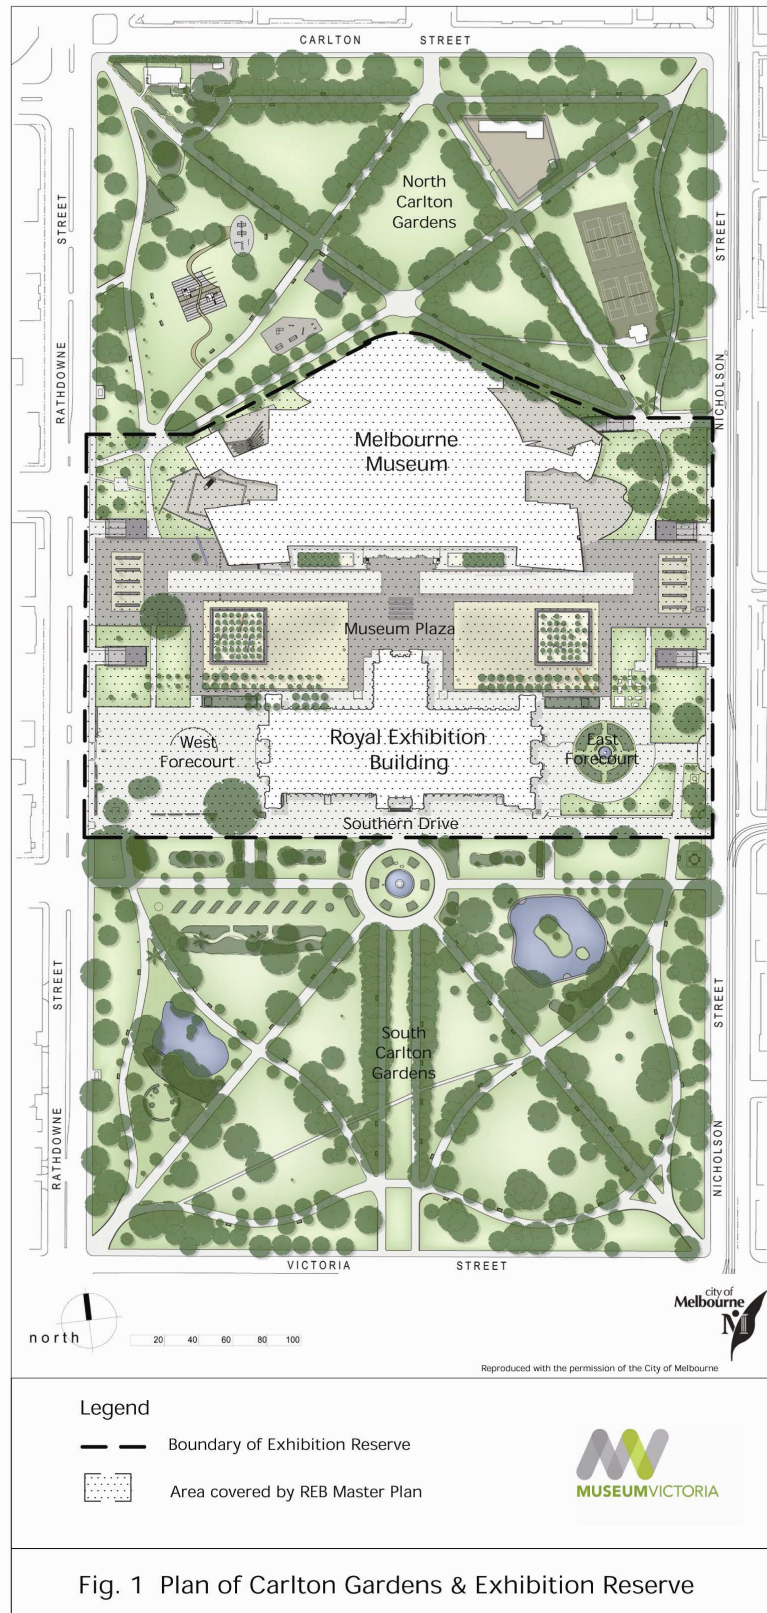 CARLTON STREET
STREET
RATHDOWNE
STREET
NICHOLSON
North
Carlton
Gardens
Melbourne
Museum
Museum Plaza
West
Forecourt
Royal Exhibition
Building
East
Forecourt
Southern Drive
STREET
RATHDOWNE
STREET
NICHOLSON
South
Carlton
Gardens
VICTORIA STREET
north
20 40 60 80 100
city of
Melbourne
M
Reproduced with the permission of the City of Melbourne
Legend
Boundary of Exhibition Reserve
Area covered by REB Master Plan
MUSEUMVICTORIA
Fig. 1 Plan of Carlton Gardens & Exhibition Reserve